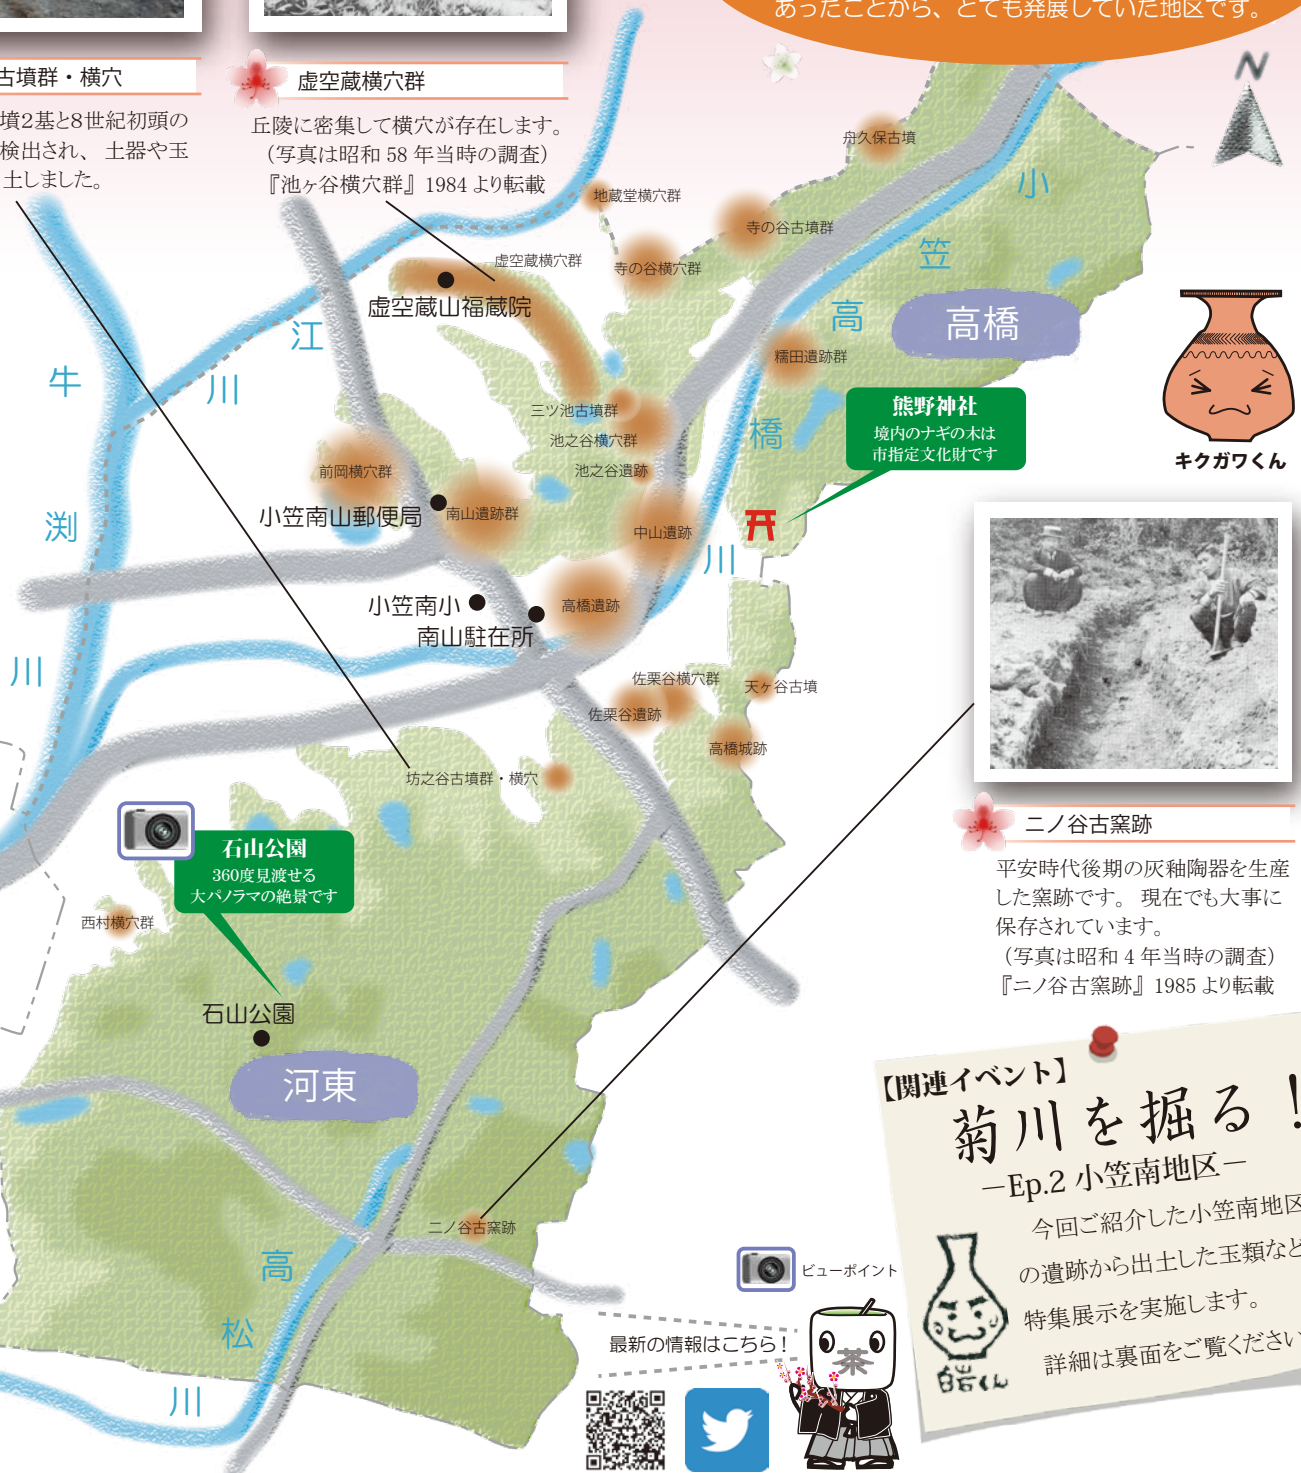 あったことから、とても発展していた地区です。
古墳群・横穴
墳2基と8世紀初頭の
検出され、土器や玉
土しました。
虚空蔵横穴群
丘陵に密集して横穴が存在します。
（写真は昭和 58 年当時の調査）
『池ヶ谷横穴群』1984 より転載
N
舟久保古墳
地蔵堂横穴群
寺の谷古墳群
寺の谷横穴群
虚空蔵横穴群
虚空蔵山福蔵院
小笠高橋川
高橋
江川
牛渕川
糯田遺跡群
三ツ池古墳群
池之谷横穴群
池之谷遺跡
熊野神社
境内のナギの木は
市指定文化財です
キクガワくん
前岡横穴群
小笠南山郵便局
南山遺跡群
中山遺跡
小笠南小
南山駐在所
高橋遺跡
佐栗谷横穴群
天ヶ谷古墳
佐栗谷遺跡
高橋城跡
坊之谷古墳群・横穴
石山公園
360度見渡せる
大パノラマの絶景です
西村横穴群
石山公園
河東
二ノ谷古窯跡
平安時代後期の灰釉陶器を生産
した窯跡です。現在でも大事に
保存されています。
（写真は昭和 4 年当時の調査）
『二ノ谷古窯跡』1985 より転載
二ノ谷古窯跡
高松川
ビューポイント
最新の情報はこちら！
茶
【関連イベント】
菊川を掘る！
－Ep.2 小笠南地区－
今回ご紹介した小笠南地区
の遺跡から出土した玉類など
特集展示を実施します。
詳細は裏面をご覧ください
白岩くん